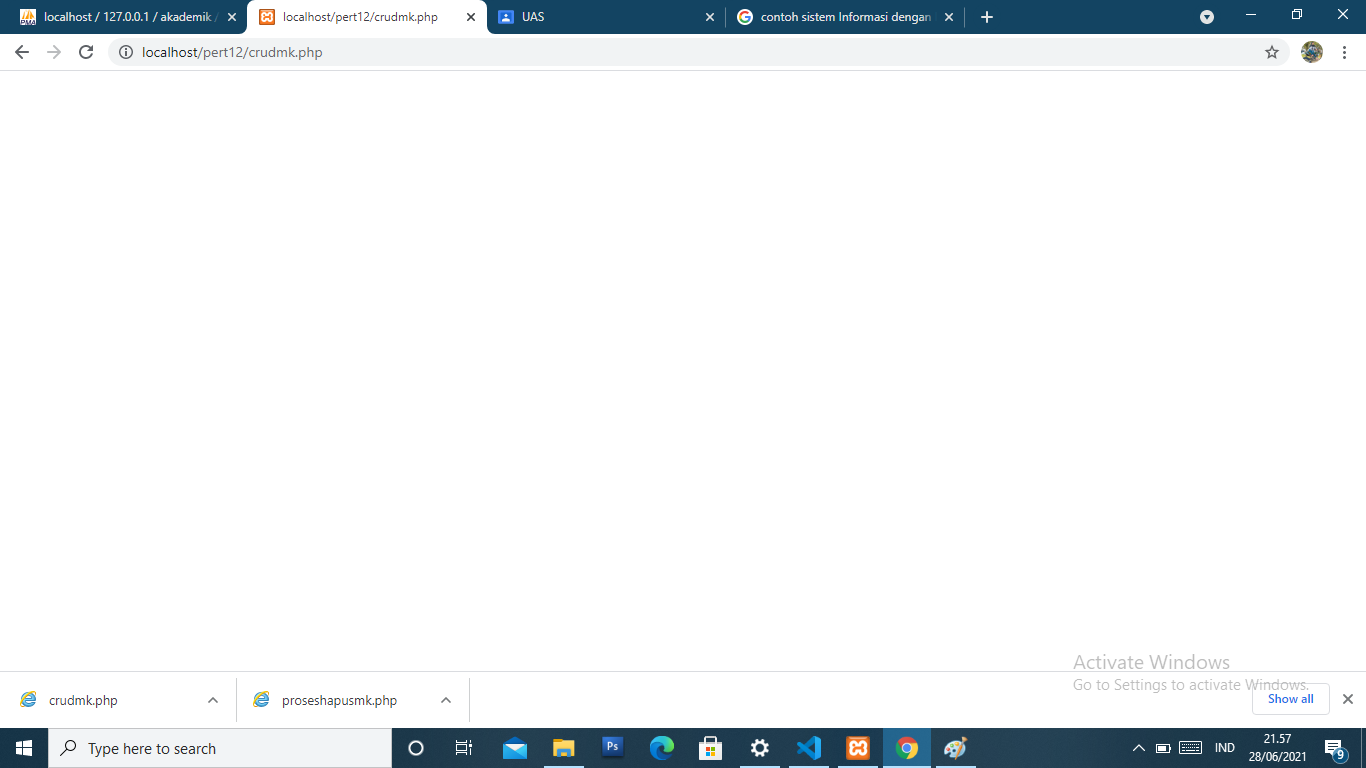 localhost / 127.0.0.1 / akademik /
localhost/pert12/crudmk.php
UAS
contoh sistem Informasi dengan
localhost/pert12/crudmk.php
Activate Windows
Go to Settings to activate Windows.
crudmk.php
proseshapusmk.php
Show all
Type here to search
Ps
IND
21.57
28/06/2021
9